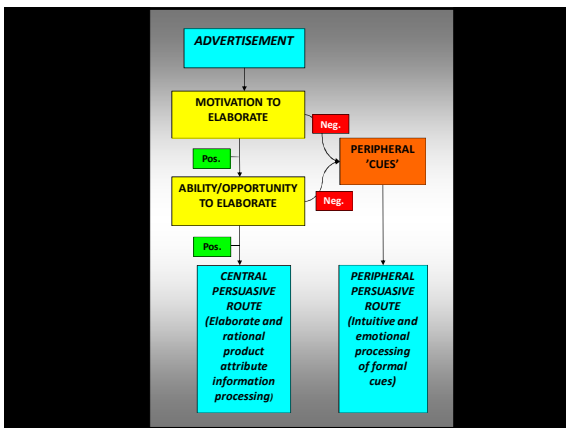 ADVERTISEMENT
MOTIVATION TO
ELABORATE
Neg.
PERIPHERAL
'CUES'
Pos.
ABILITY/OPPORTUNITY
TO ELABORATE
Neg.
Pos.
CENTRAL
PERSUASIVE
ROUTE
(Elaborate and
rational
product
attribute
information
processing)
PERIPHERAL
PERSUASIVE
ROUTE
(Intuitive and
emotional
processing
of formal
cues)